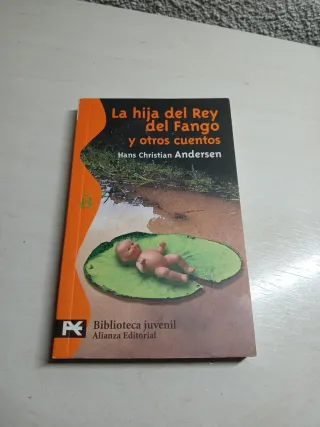 La hija del Rey
del Fango
y otros cuentos
Hans Christian Andersen
Biblioteca juvenil
Alianza Editorial